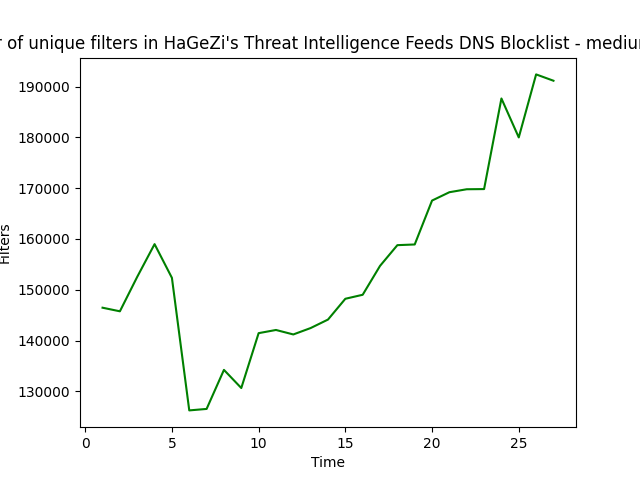 r of unique filters in HaGeZi's Threat Intelligence Feeds DNS Blocklist - mediu
190000
180000
170000
160000
150000
140000
130000
Filters
0 5 10 15 20 25
Time